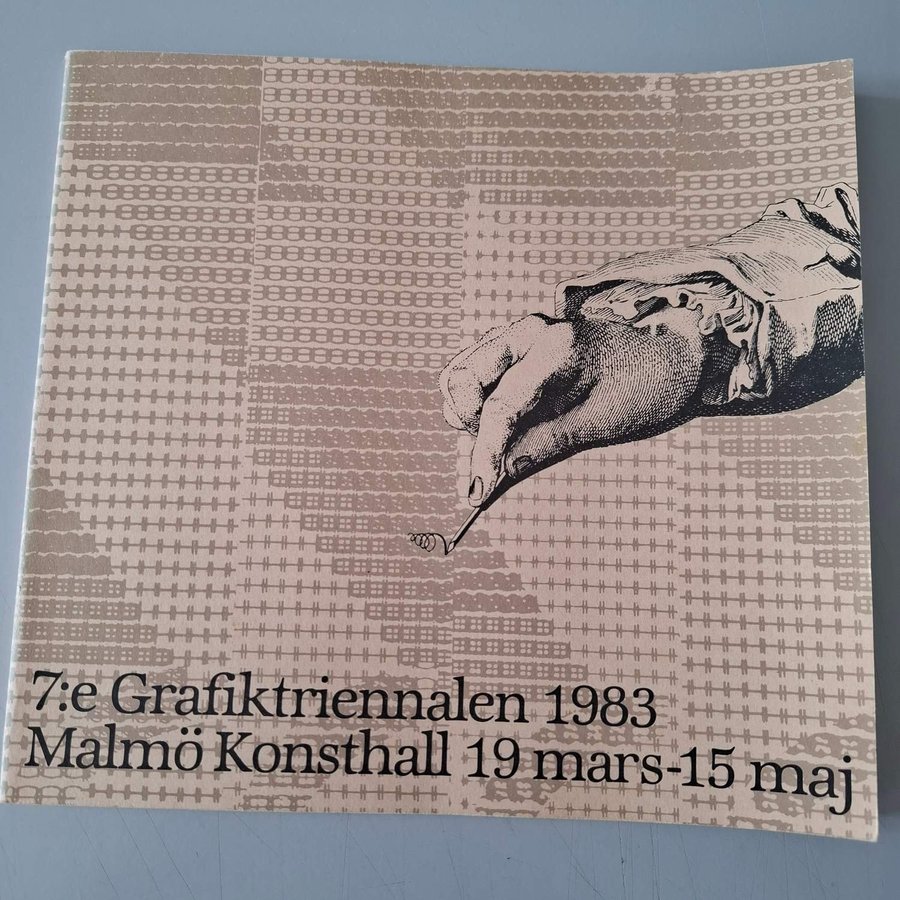 7:e Grafiktriennalen 1983
Malmö Konsthall 19 mars-15 maj